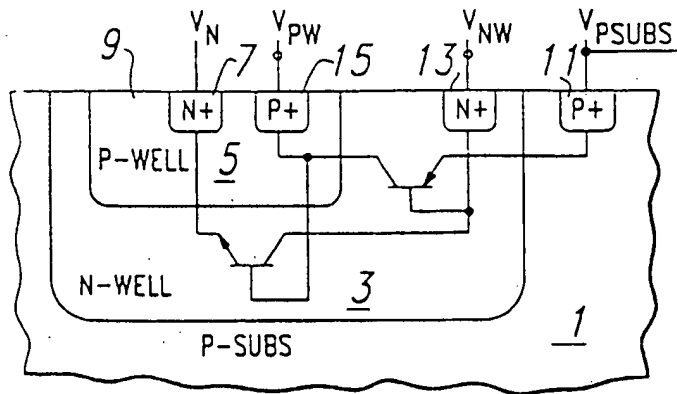 V_N V_PW V_NW V_PSUBS
9 7 15 13 11
N+ P+ N+ P+
P-WELL 5
N-WELL 3
P-SUBS 1